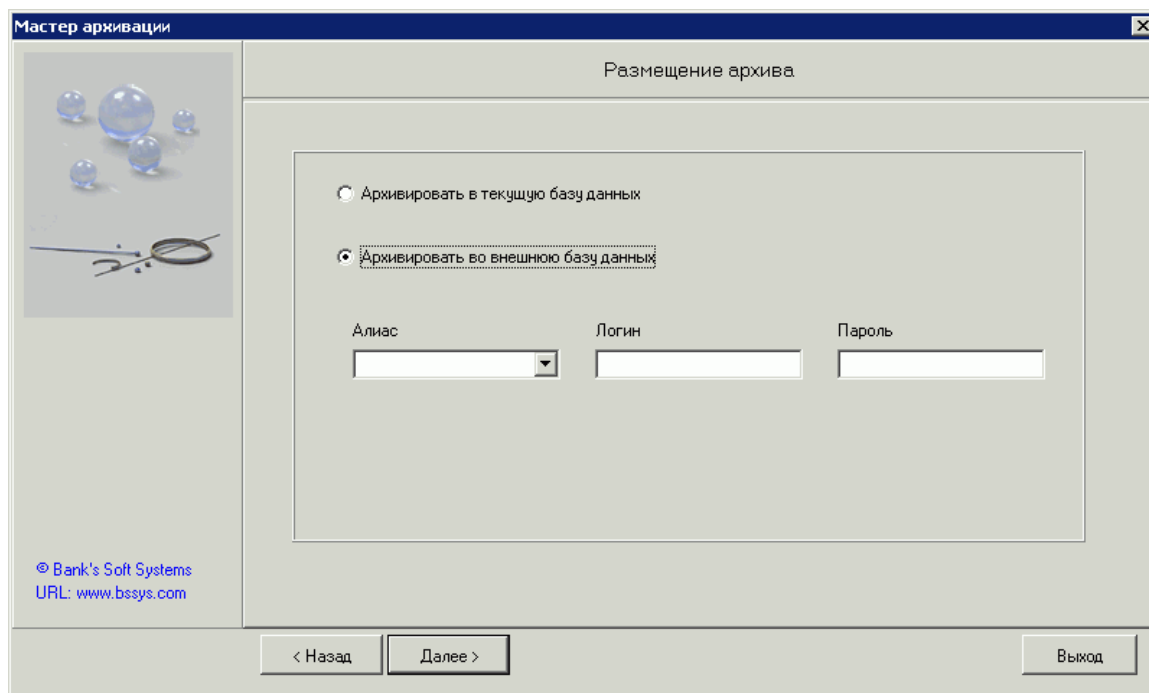 Мастер архивации
Размещение архива
Архивировать в текущую базу данных
Архивировать во внешнюю базу данных
Алиас Логин Пароль
© Bank's Soft Systems
URL: www.bssys.com
< Назад Далее > Выход